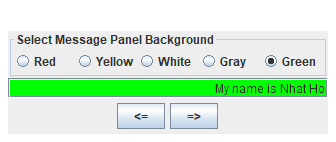 Select Message Panel Background
Red Yellow White Gray Green
My name is Nhat Ho
<= =>